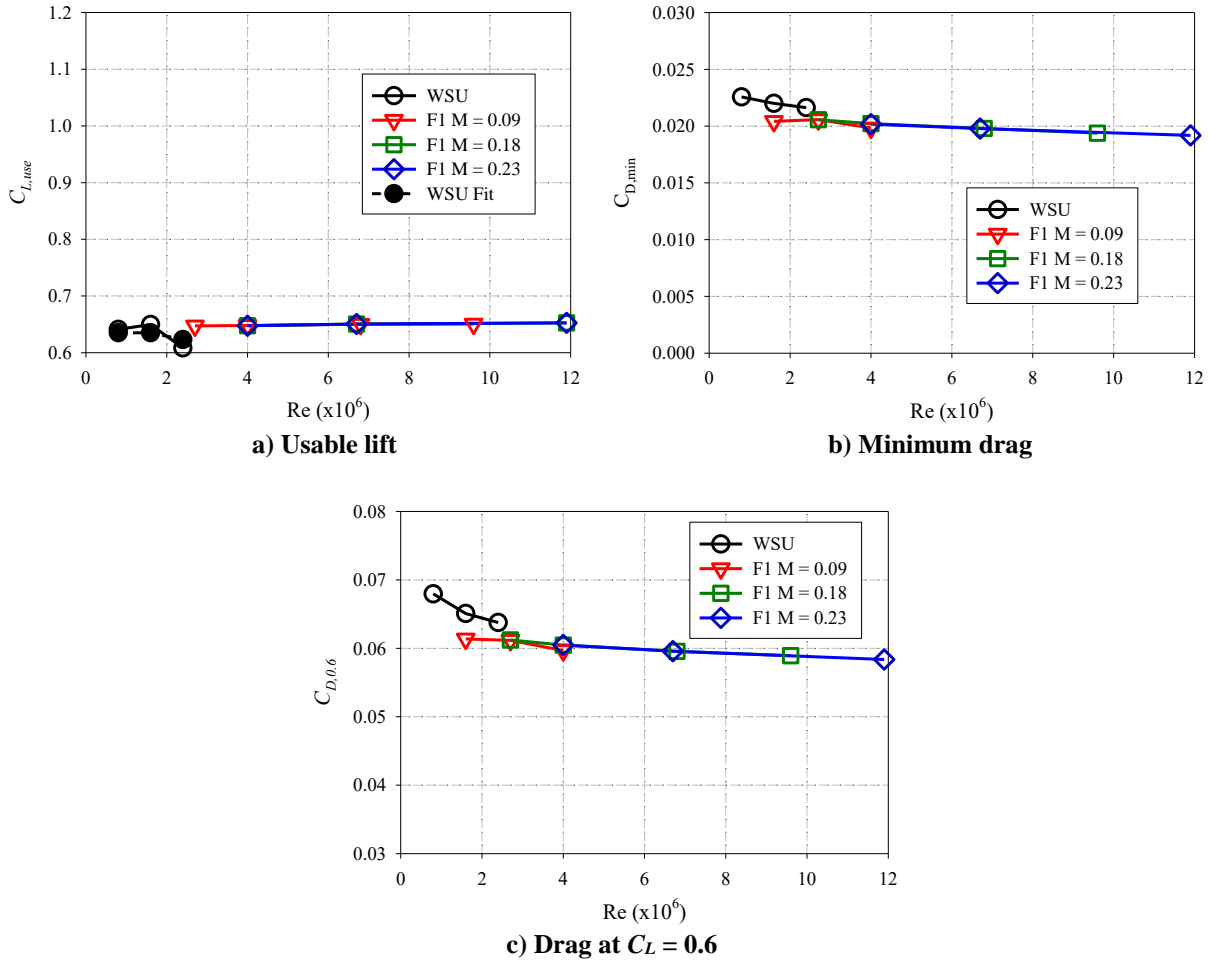 1.2
1.1
1.0
0.9
0.8
0.7
0.6
C_{L,use}
0 2 4 6 8 10 12
Re (x10^6)
WSU
F1 M = 0.09
F1 M = 0.18
F1 M = 0.23
WSU Fit
a) Usable lift
0.030
0.025
0.020
0.015
0.010
0.005
0.000
C_{D,min}
0 2 4 6 8 10 12
Re (x10^6)
WSU
F1 M = 0.09
F1 M = 0.18
F1 M = 0.23
b) Minimum drag
0.08
0.07
0.06
0.05
0.04
0.03
C_{D,0.6}
0 2 4 6 8 10 12
Re (x10^6)
WSU
F1 M = 0.09
F1 M = 0.18
F1 M = 0.23
c) Drag at C_L = 0.6